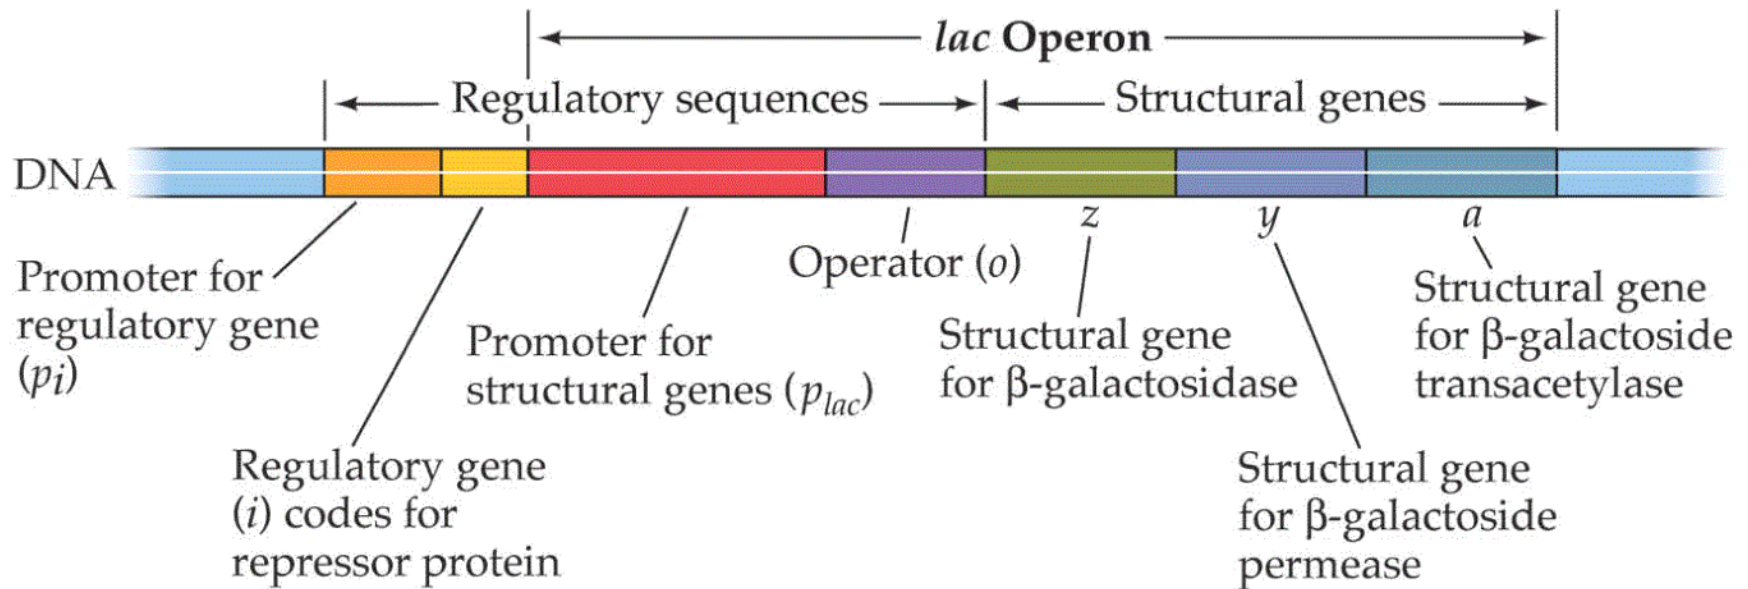 lac Operon
Regulatory sequences
Structural genes
DNA
z
y
a
Promoter for
regulatory gene
(pi)
Regulatory gene
(i) codes for
repressor protein
Promoter for
structural genes (plac)
Operator (o)
Structural gene
for β-galactosidase
Structural gene
for β-galactoside
permease
Structural gene
for β-galactoside
transacetylase